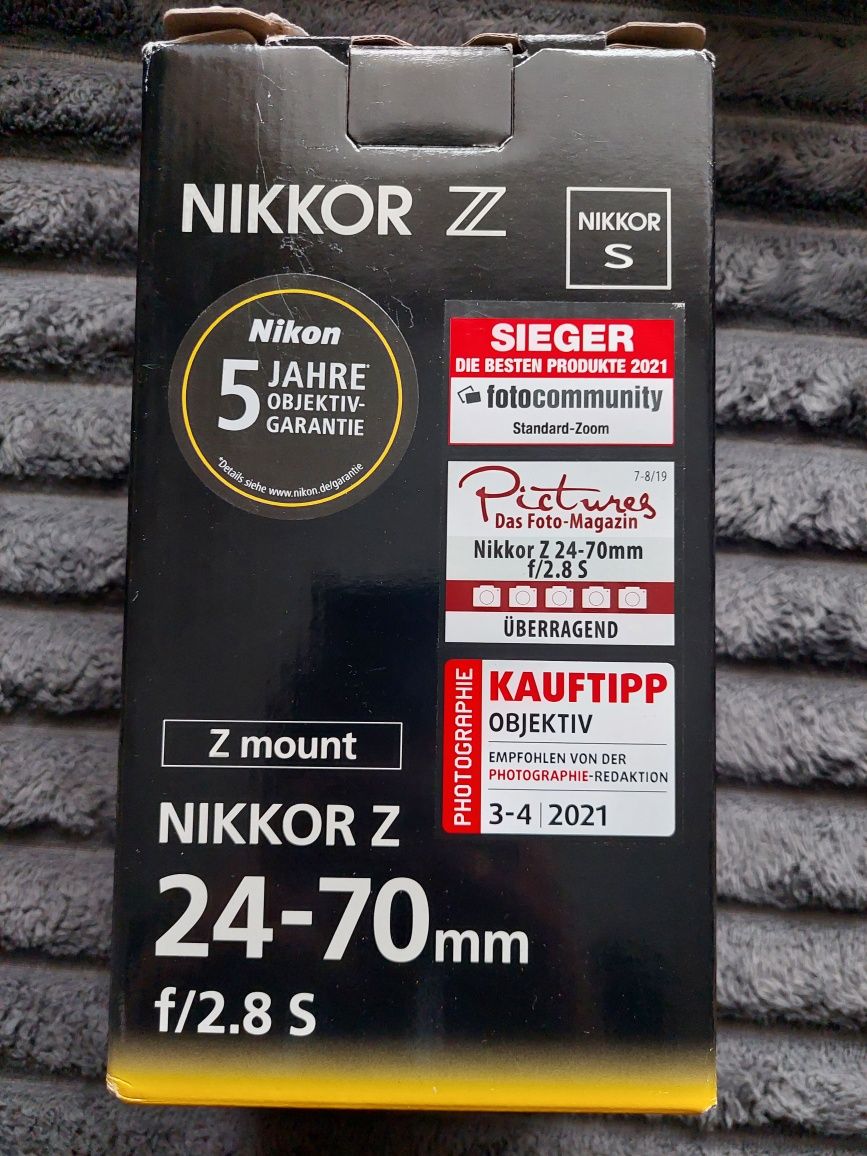 NIKKOR Z
NIKKOR
S
Nikon
5 JAHRE*
OBJEKTIV-
GARANTIE
*Details siehe www.nikon.de/garantie
SIEGER
DIE BESTEN PRODUKTE 2021
fotocommunity
Standard-Zoom
7-8/19
Pictures
Das Foto-Magazin
Nikkor Z 24-70mm
f/2.8 S
ÜBERRAGEND
PHOTOGRAPHIE
KAUFTIPP
OBJEKTIV
EMPFOHLEN VON DER
PHOTOGRAPHIE-REDAKTION
3-4 | 2021
Z mount
NIKKOR Z
24-70mm
f/2.8 S